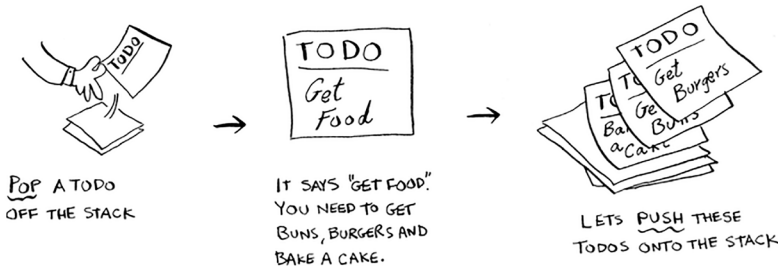 TODO
POP A TODO
OFF THE STACK
TODO
Get
Food
IT SAYS "GET FOOD."
YOU NEED TO GET
BUNS, BURGERS AND
BAKE A CAKE.
TODO
Get
Burgers
Buns
a Cake
LETS PUSH THESE
TODOS ONTO THE STACK